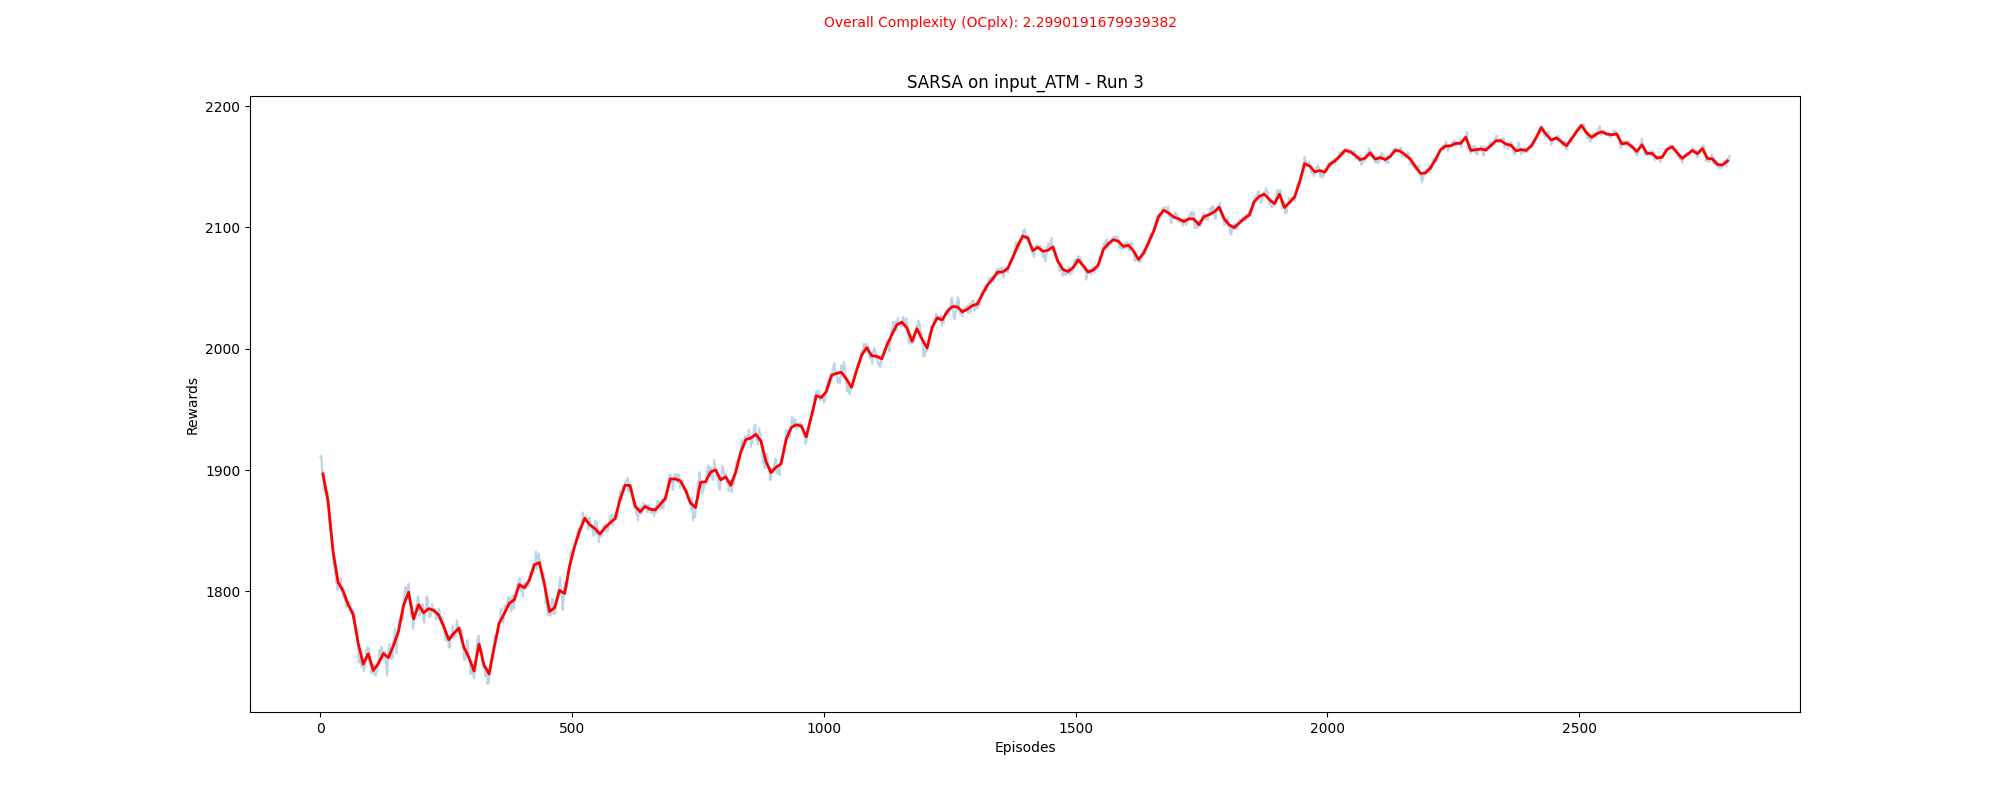 Overall Complexity (OCplx): 2.2990191679939382
SARSA on input_ATM - Run 3
2200
2100
2000
1900
1800
Rewards
0 500 1000 1500 2000 2500
Episodes